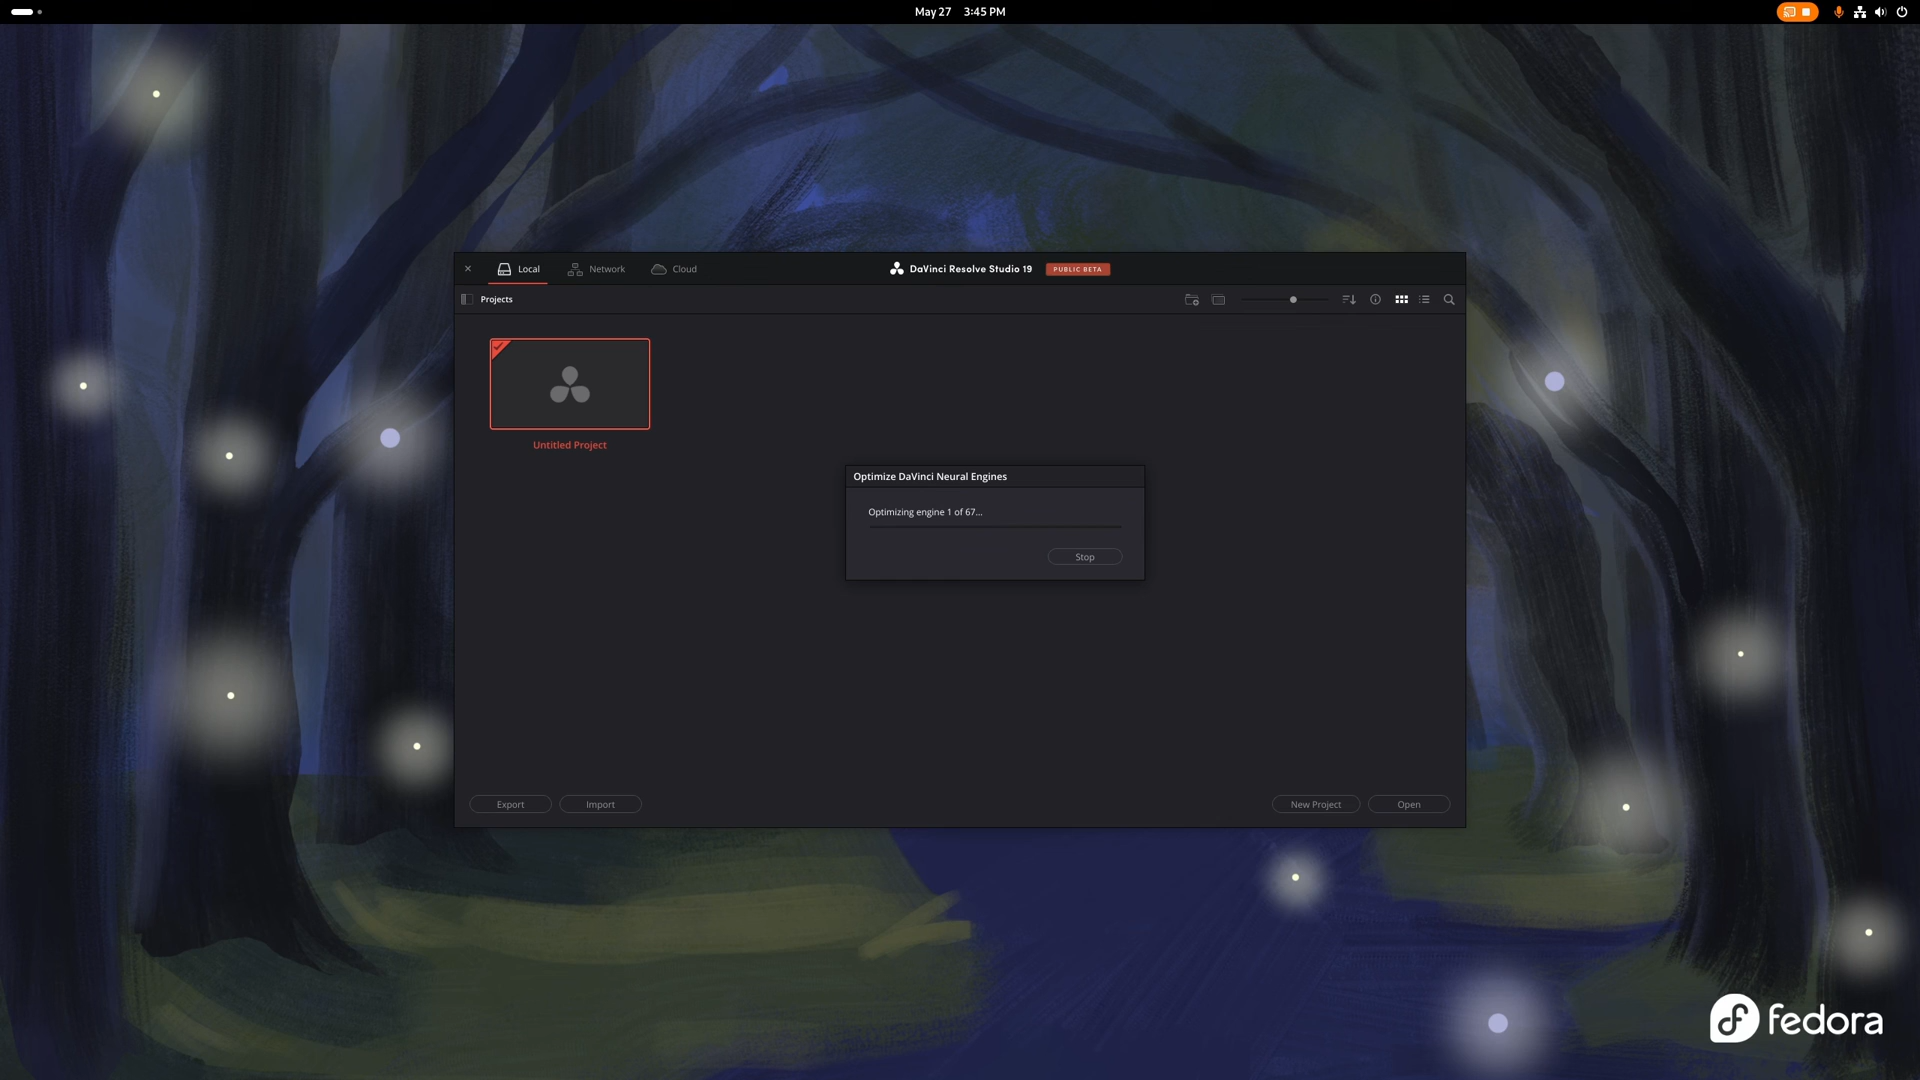 May 27 3:45 PM
Local
Network
Cloud
DaVinci Resolve Studio 19
PUBLIC BETA
Projects
Untitled Project
Optimize DaVinci Neural Engines
Optimizing engine 1 of 67...
Stop
Export
Import
New Project
Open
fedora